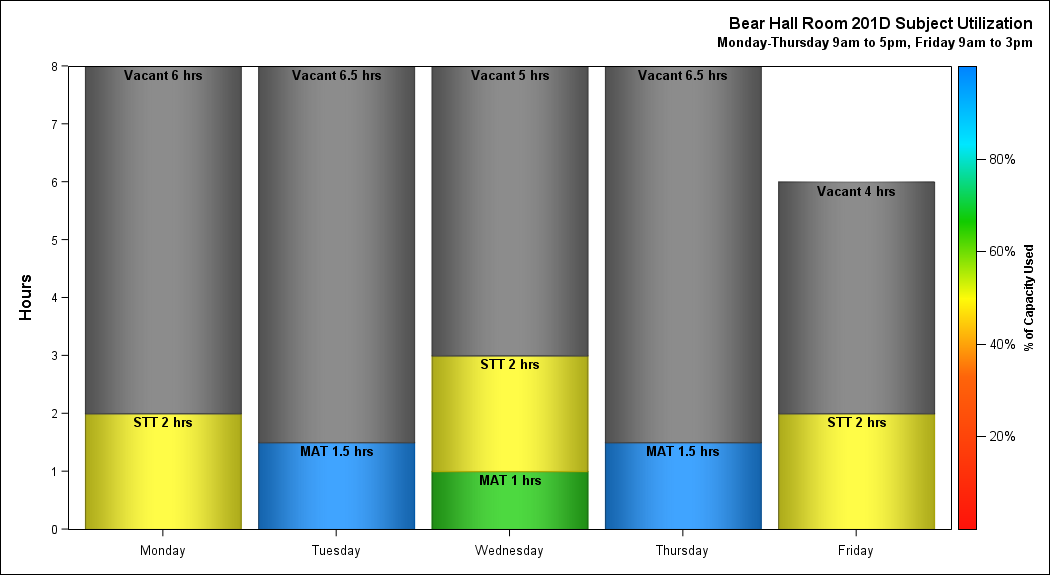 Bear Hall Room 201D Subject Utilization
Monday-Thursday 9am to 5pm, Friday 9am to 3pm
Hours
8
7
6
5
4
3
2
1
0
Vacant 6 hrs
STT 2 hrs
Vacant 6.5 hrs
MAT 1.5 hrs
Vacant 5 hrs
STT 2 hrs
MAT 1 hrs
Vacant 6.5 hrs
MAT 1.5 hrs
Vacant 4 hrs
STT 2 hrs
Monday
Tuesday
Wednesday
Thursday
Friday
80%
60%
40%
20%
% of Capacity Used